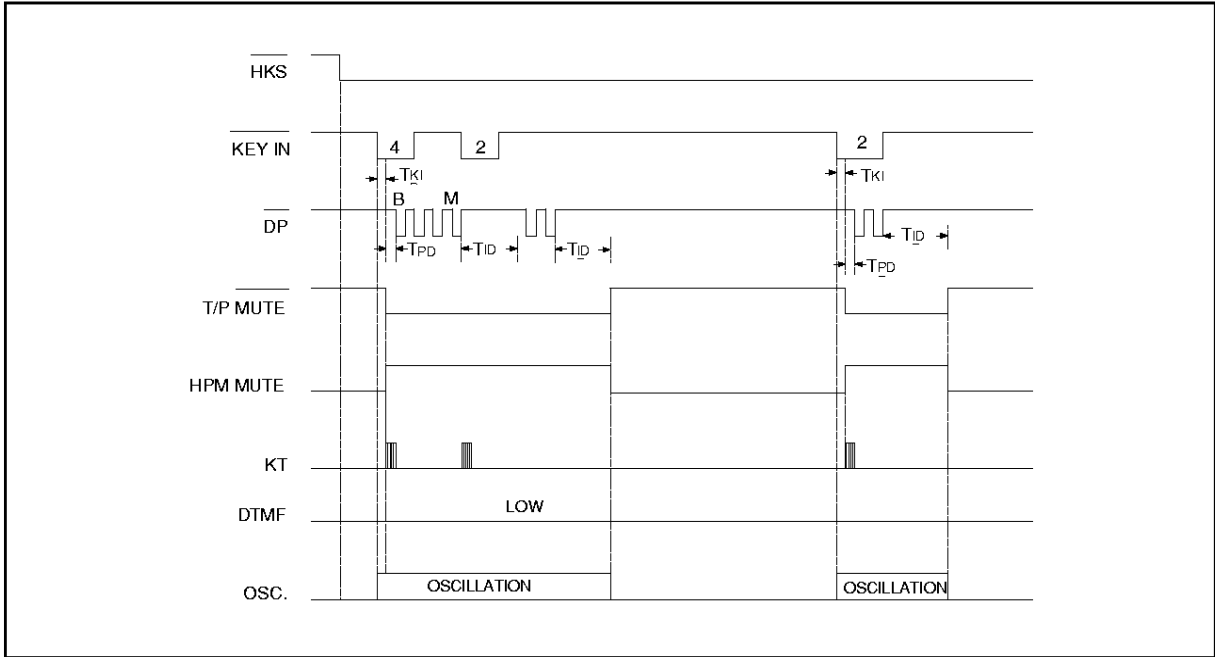 HKS
KEY IN
4
2
2
TKI
TKI
B
M
DP
TPD
TID
TID
TID
TPD
T/P MUTE
HPM MUTE
KT
LOW
DTMF
OSCILLATION
OSCILLATION
OSC.